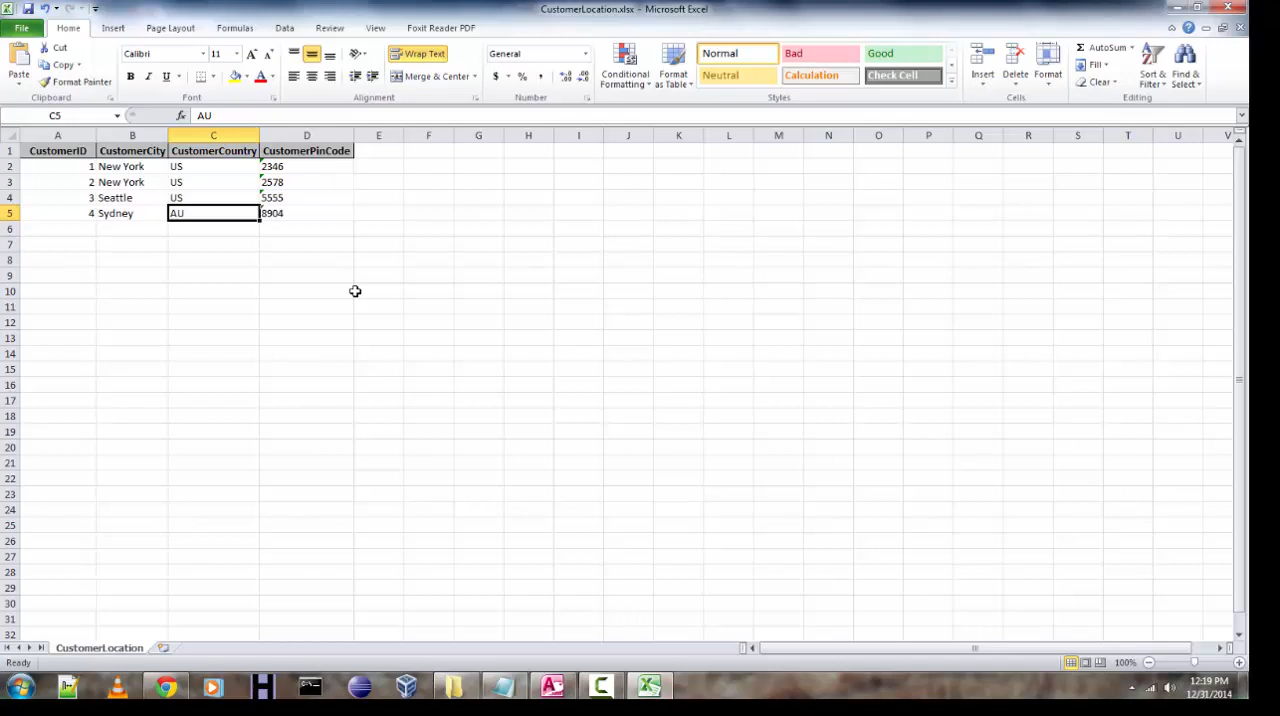 CustomerLocation.xlsx - Microsoft Excel
File Home Insert Page Layout Formulas Data Review View Foxit Reader PDF
Paste Cut Copy Format Painter Clipboard
Calibri 11 B I U A Font
Wrap Text Merge & Center Alignment
General $ % , Number
Conditional Formatting Format as Table Normal Bad Good Neutral Calculation Check Cell Styles
Insert Delete Format Cells
AutoSum Fill Clear Sort & Filter Find & Select Editing
C5 fx AU
A B C D E F G H I J K L M N O P Q R S T U V
1 CustomerID CustomerCity CustomerCountry CustomerPinCode
2 1 New York US 2346
3 2 New York US 2578
4 3 Seattle US 5555
5 4 Sydney AU 8904
6
7
8
9
10
11
12
13
14
15
16
17
18
19
20
21
22
23
24
25
26
27
28
29
30
31
32
CustomerLocation
Ready 100%
12:19 PM
12/31/2014